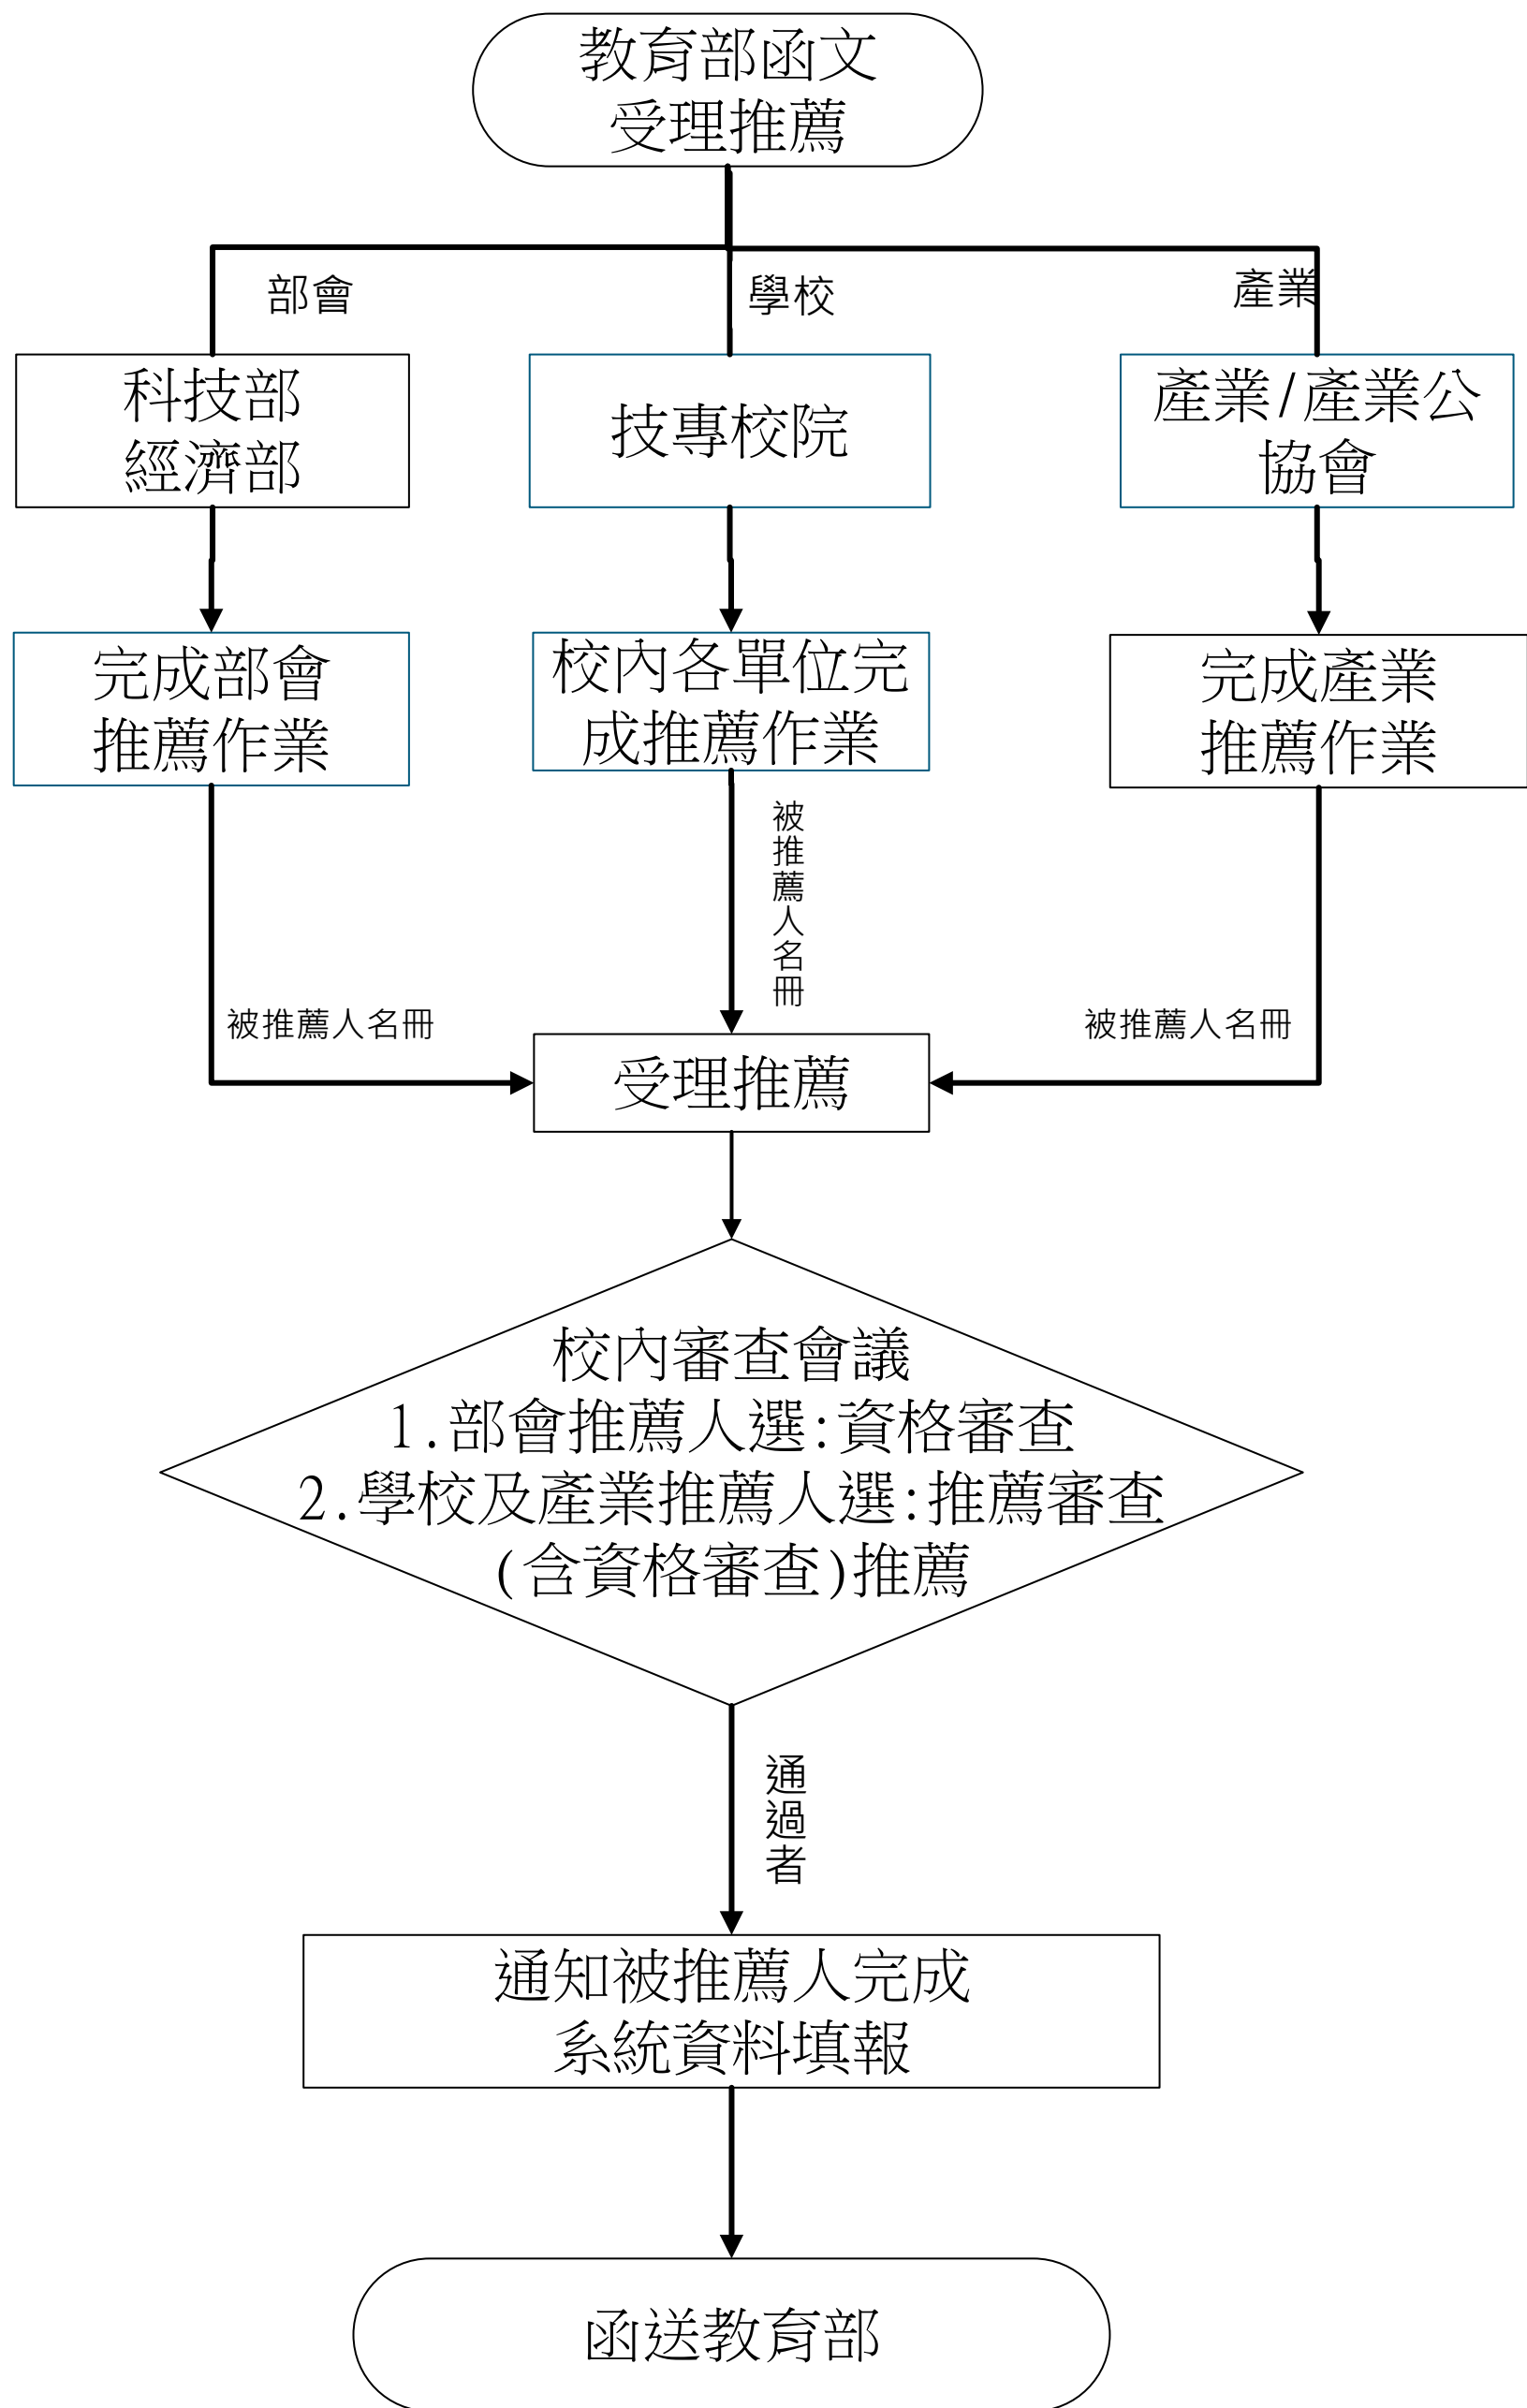 教育部函文
受理推薦
部會
學校
產業
科技部
經濟部
技專校院
產業/產業公
協會
完成部會
推薦作業
校內各單位完
成推薦作業
完成產業
推薦作業
被推薦人名冊
被推薦人名冊
被推薦人名冊
受理推薦
校內審查會議
1.部會推薦人選:資格審查
2.學校及產業推薦人選:推薦審查
(含資格審查)推薦
通過者
通知被推薦人完成
系統資料填報
函送教育部